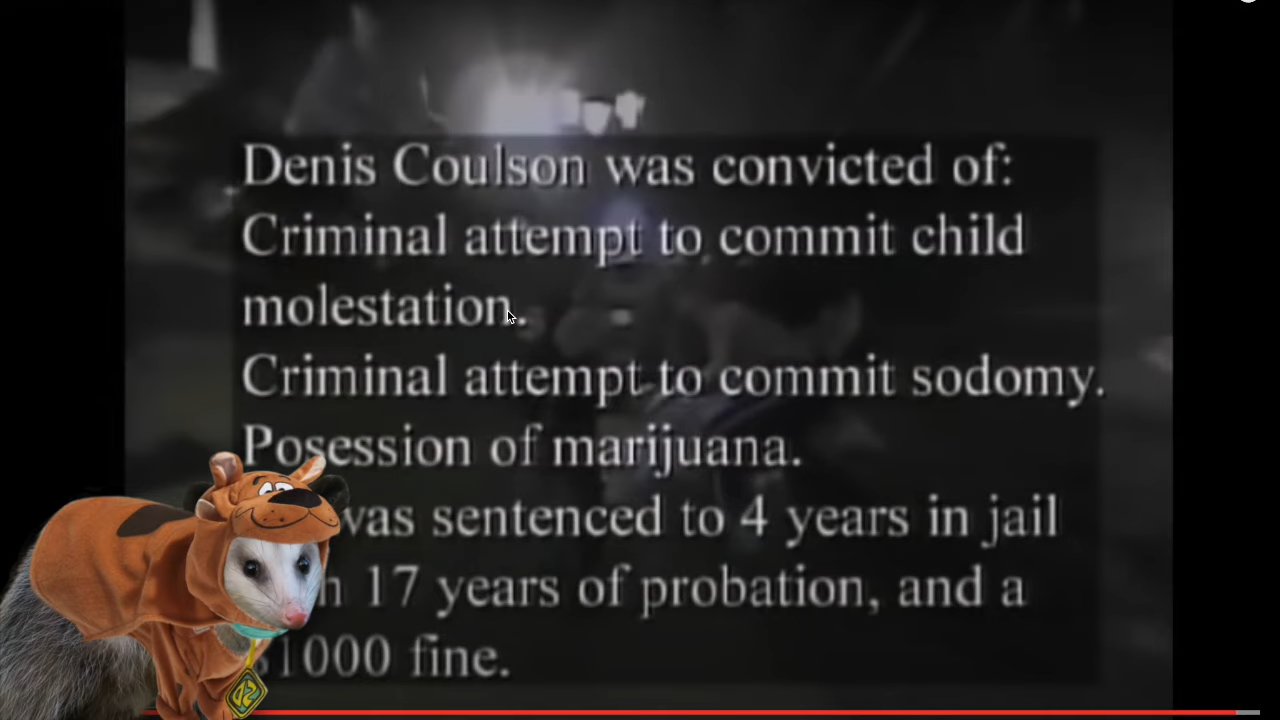 Denis Coulson was convicted of:
Criminal attempt to commit child
molestation.
Criminal attempt to commit sodomy.
Posession of marijuana.
was sentenced to 4 years in jail
17 years of probation, and a
$1000 fine.